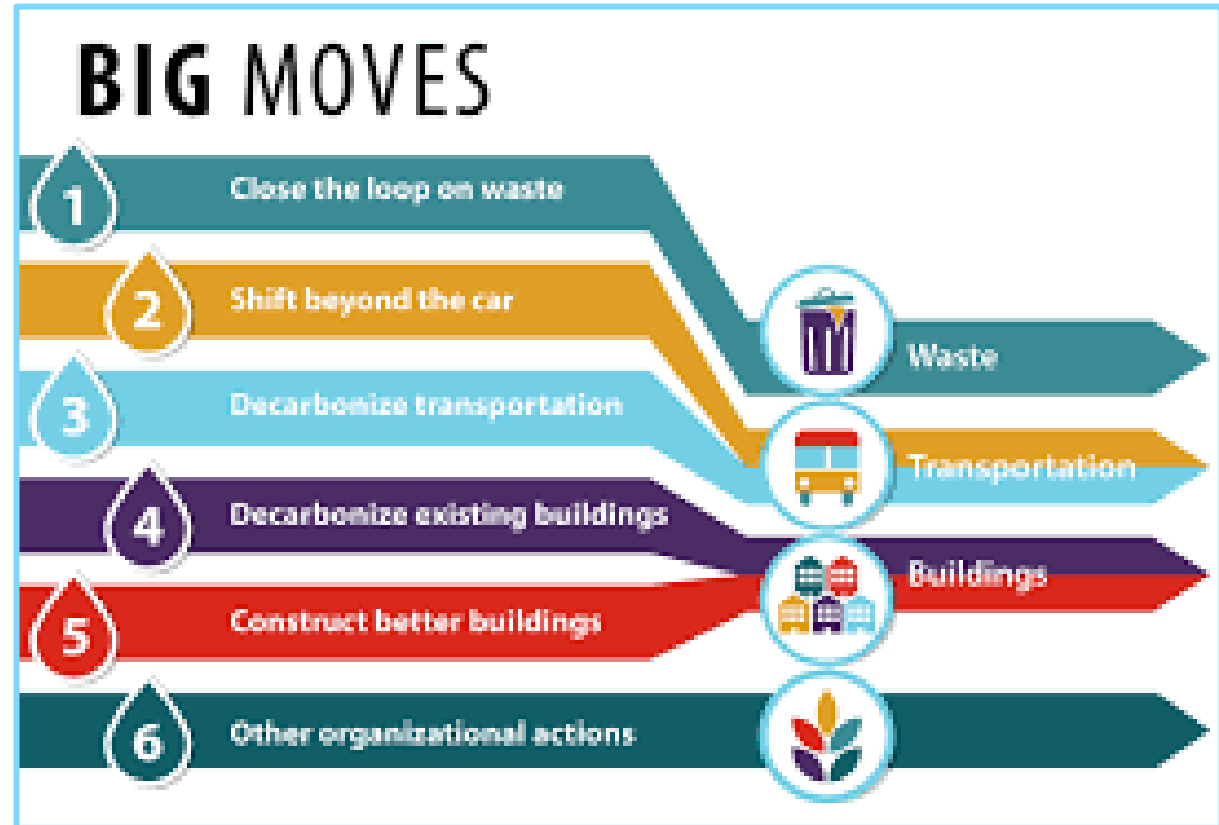 BIG MOVES
1
Close the loop on waste
2
Shift beyond the car
3
Decarbonize transportation
4
Decarbonize existing buildings
5
Construct better buildings
6
Other organizational actions
Waste
Transportation
Buildings